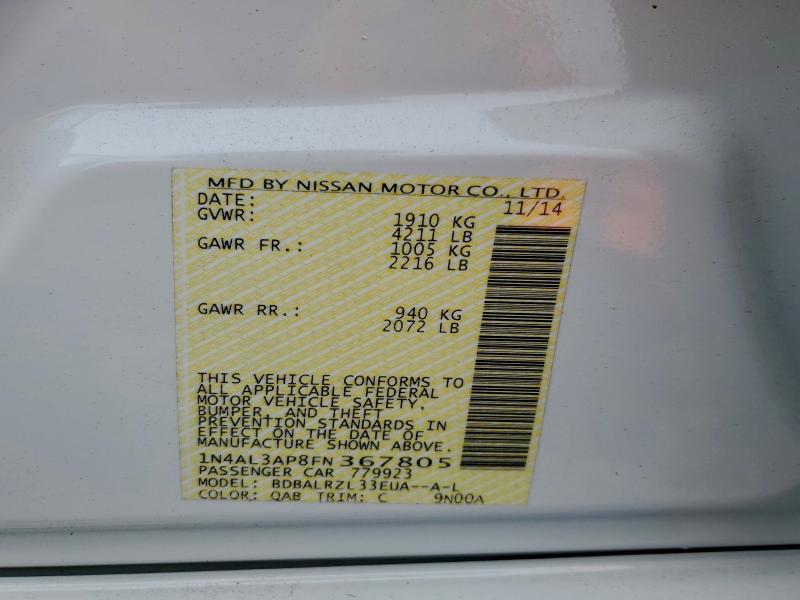 MFD BY NISSAN MOTOR CO., LTD.
DATE: 11/14
GVWR: 1910 KG
4211 LB
GAWR FR.: 1005 KG
2216 LB
GAWR RR.: 940 KG
2072 LB
THIS VEHICLE CONFORMS TO
ALL APPLICABLE FEDERAL
MOTOR VEHICLE SAFETY,
BUMPER, AND THEFT
PREVENTION STANDARDS IN
EFFECT ON THE DATE OF
MANUFACTURE SHOWN ABOVE.
1N4AL3AP8FN367805
PASSENGER CAR 779923
MODEL: BDBALRZL33EUA--A-L
COLOR: QAB TRIM: C 9N00A